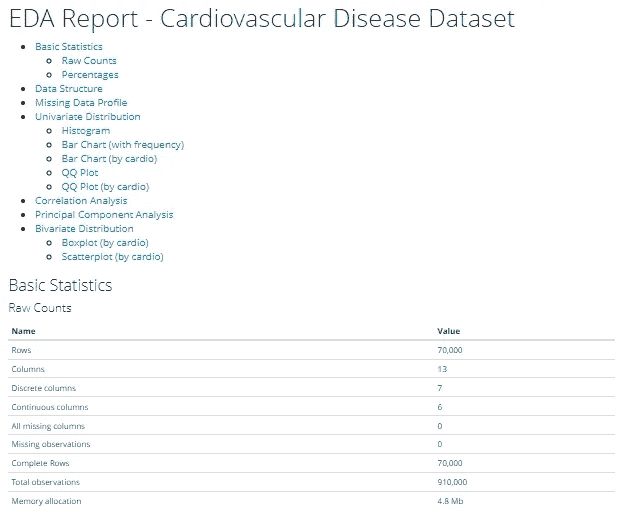 EDA Report - Cardiovascular Disease Dataset
Basic Statistics
Raw Counts
Percentages
Data Structure
Missing Data Profile
Univariate Distribution
Histogram
Bar Chart (with frequency)
Bar Chart (by cardio)
QQ Plot
QQ Plot (by cardio)
Correlation Analysis
Principal Component Analysis
Bivariate Distribution
Boxplot (by cardio)
Scatterplot (by cardio)
Basic Statistics
Raw Counts
Name Value
Rows 70,000
Columns 13
Discrete columns 7
Continuous columns 6
All missing columns 0
Missing observations 0
Complete Rows 70,000
Total observations 910,000
Memory allocation 4.8 Mb